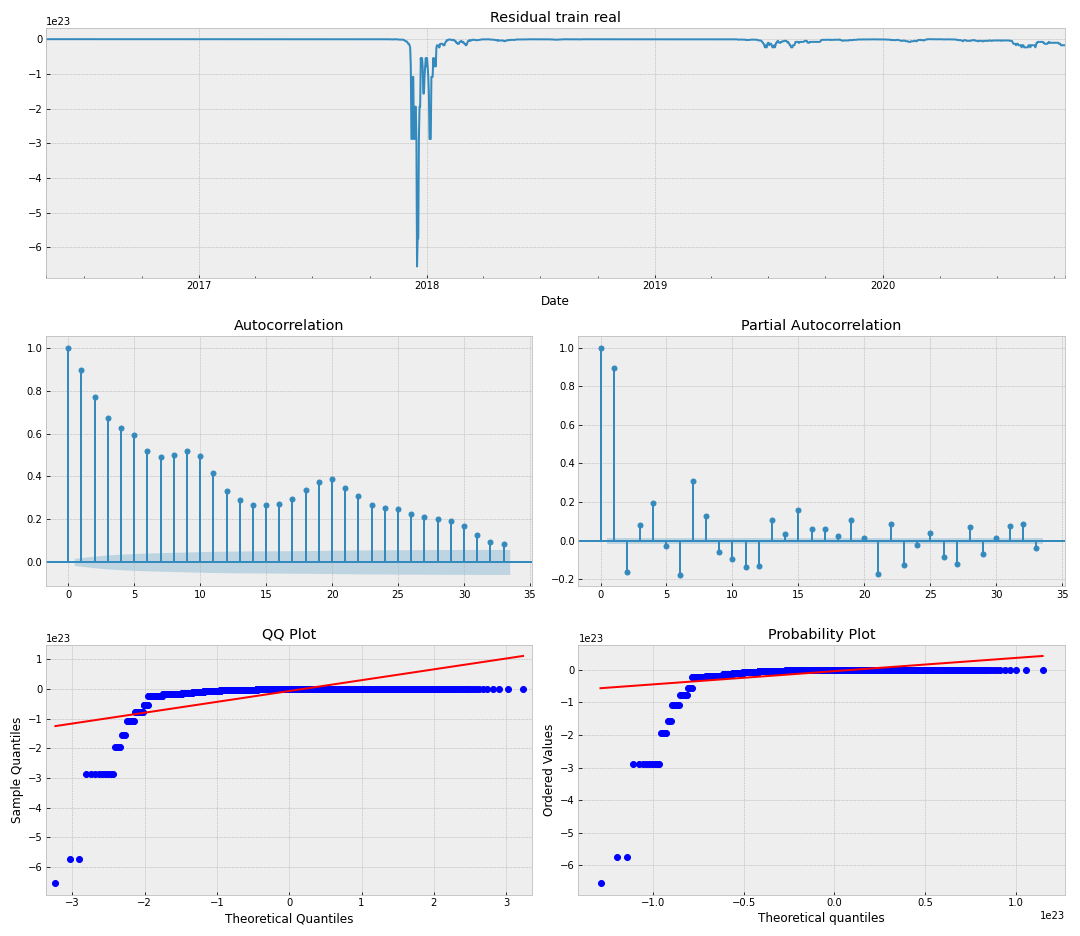 Residual train real
1e23
0
−1
−2
−3
−4
−5
−6
2017 2018 2019 2020
Date
Autocorrelation
1.0
0.8
0.6
0.4
0.2
0.0
0 5 10 15 20 25 30 35
Partial Autocorrelation
1.0
0.8
0.6
0.4
0.2
0.0
−0.2
0 5 10 15 20 25 30 35
QQ Plot
1e23
Sample Quantiles
1
0
−1
−2
−3
−4
−5
−6
−3 −2 −1 0 1 2 3
Theoretical Quantiles
Probability Plot
1e23
Ordered Values
0
−1
−2
−3
−4
−5
−6
−1.0 −0.5 0.0 0.5 1.0
Theoretical quantiles
1e23